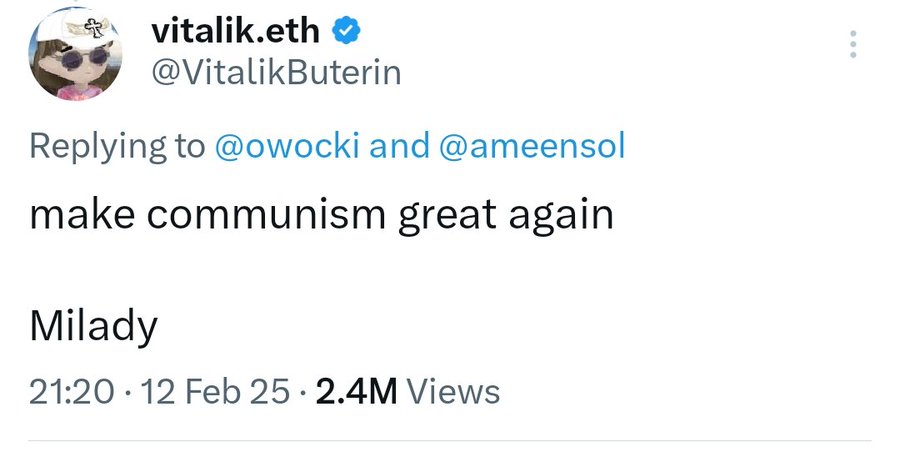 vitalik.eth
@VitalikButerin
Replying to @owocki and @ameensol
make communism great again
Milady
21:20 · 12 Feb 25 · 2.4M Views